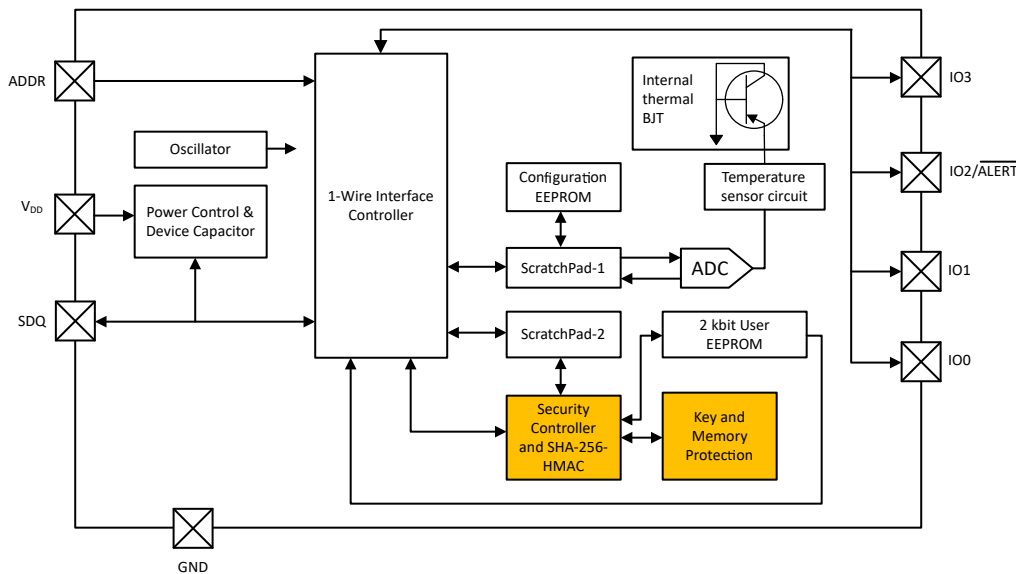 ADDR
Oscillator
V_DD
Power Control &
Device Capacitor
SDQ
GND
1-Wire Interface
Controller
Internal
thermal
BJT
Temperature
sensor circuit
Configuration
EEPROM
ScratchPad-1
ADC
ScratchPad-2
2 kbit User
EEPROM
Security
Controller
and SHA-256-
HMAC
Key and
Memory
Protection
IO3
IO2/ALERT
IO1
IO0